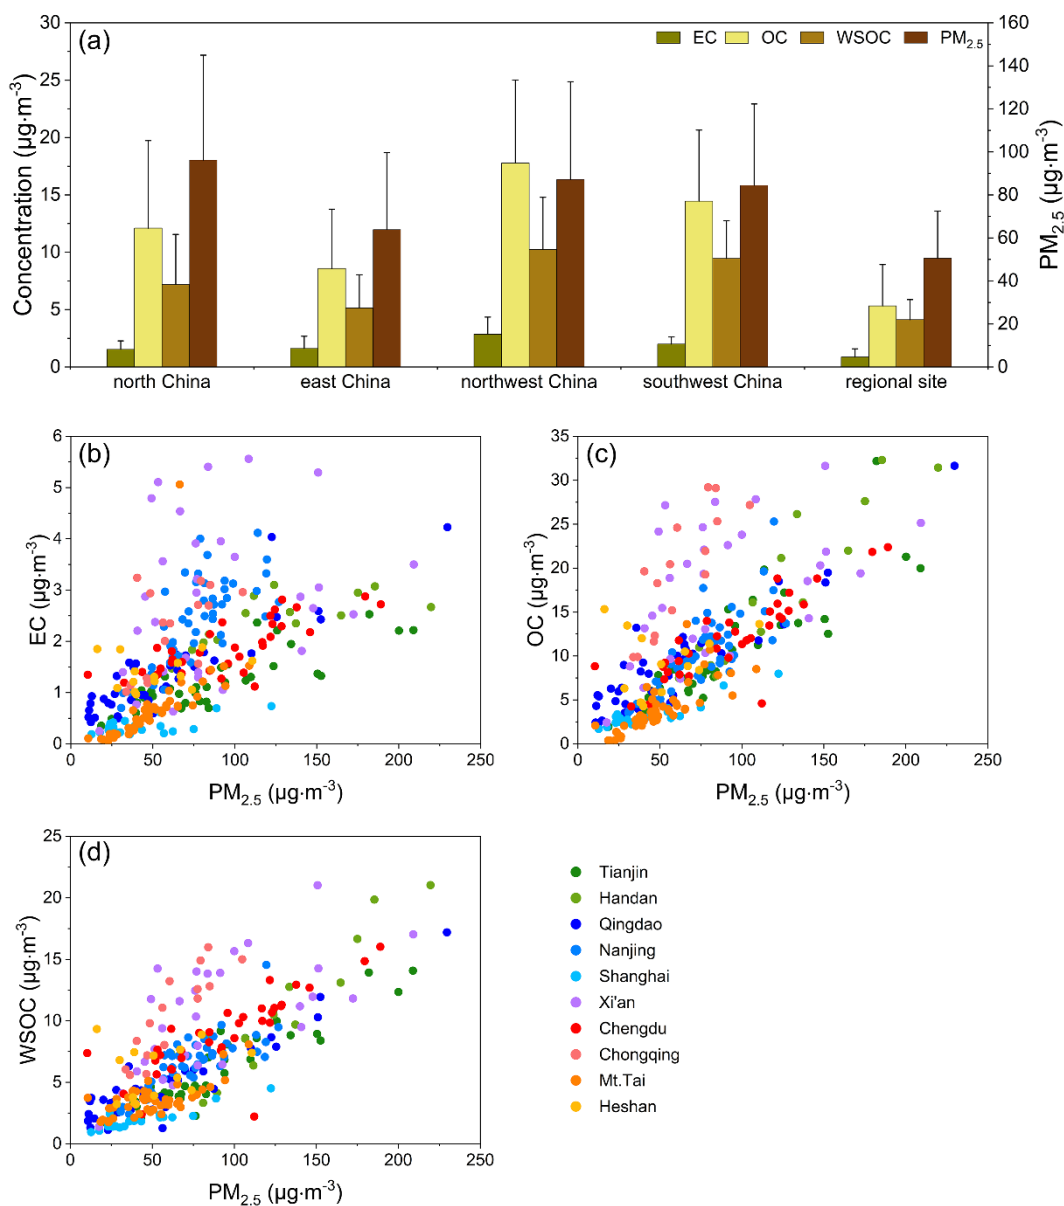 (a)
EC OC WSOC PM2.5
Concentration (μg·m-3)
30
25
20
15
10
5
0
PM2.5 (μg·m-3)
160
140
120
100
80
60
40
20
0
north China east China northwest China southwest China regional site
(b)
EC (μg·m-3)
6
5
4
3
2
1
0
0 50 100 150 200 250
PM2.5 (μg·m-3)
(c)
OC (μg·m-3)
35
30
25
20
15
10
5
0
0 50 100 150 200 250
PM2.5 (μg·m-3)
(d)
WSOC (μg·m-3)
25
20
15
10
5
0
0 50 100 150 200 250
PM2.5 (μg·m-3)
Tianjin
Handan
Qingdao
Nanjing
Shanghai
Xi'an
Chengdu
Chongqing
Mt.Tai
Heshan